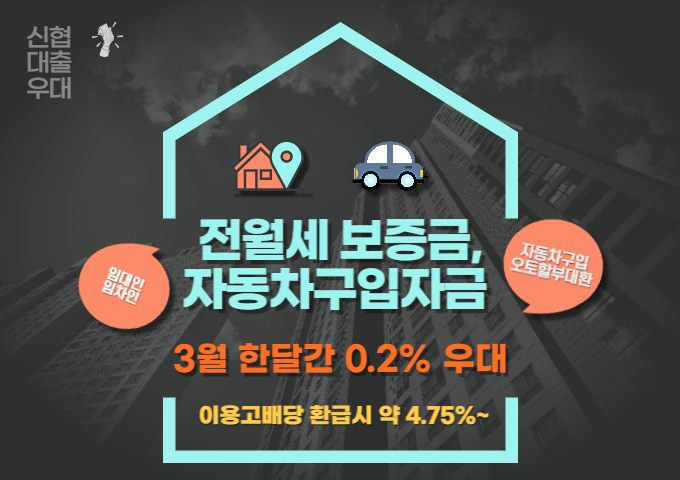 신협
대출
우대
전월세 보증금,
자동차구입자금
임대인
임차인
자동차구입
오토할부대환
3월 한달간 0.2% 우대
이용고배당 환급시 약 4.75%~